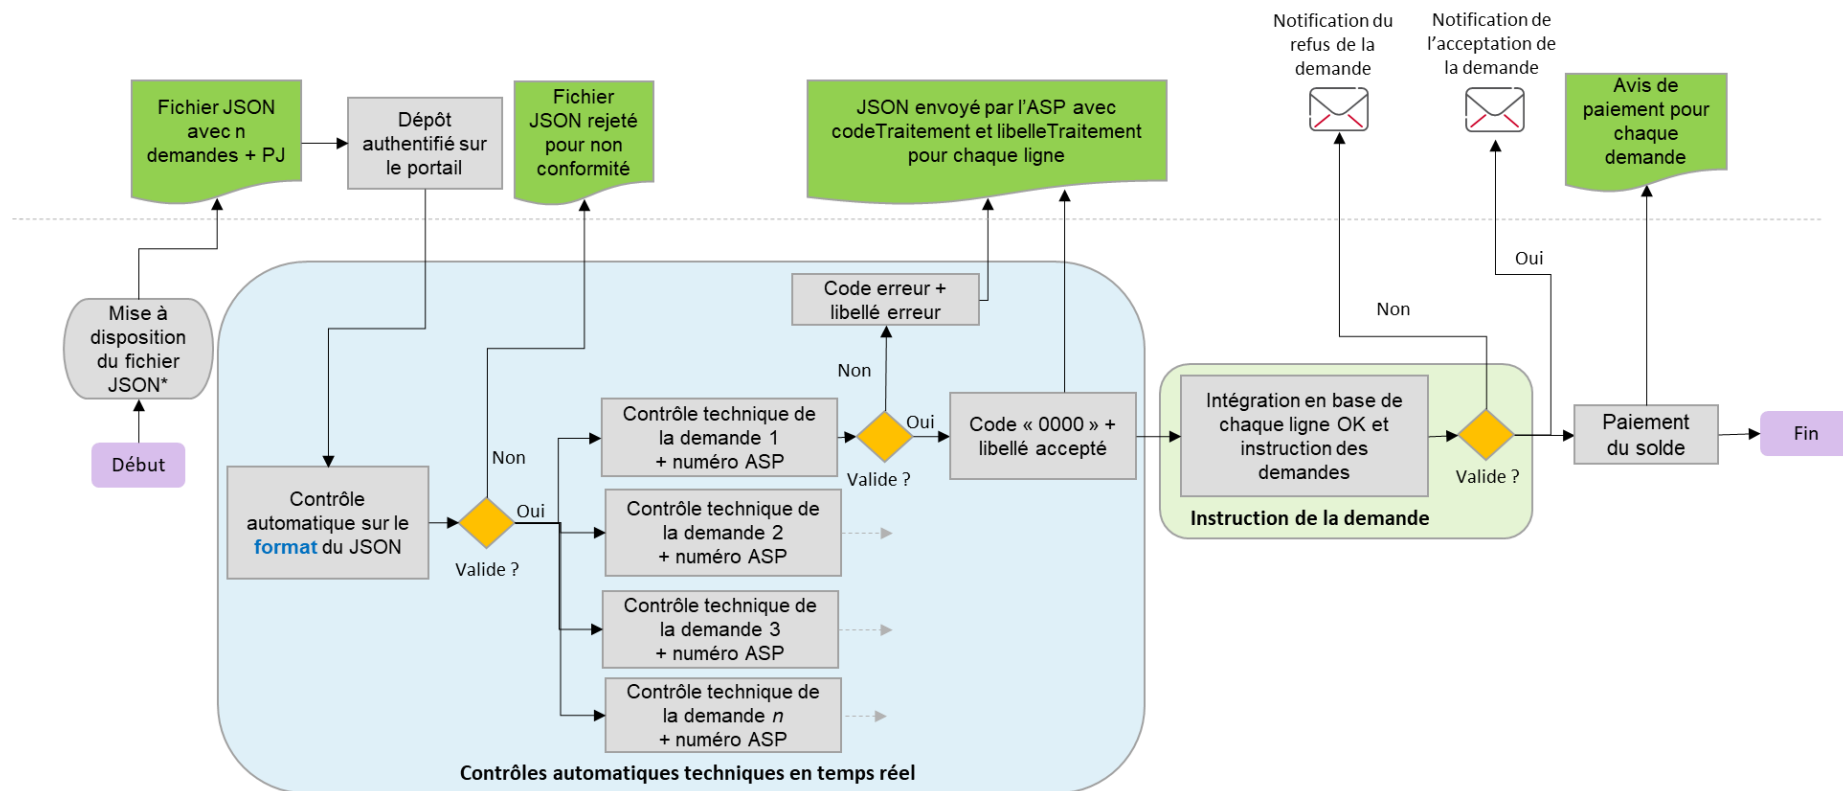 Notification du
refus de la
demande
Notification de
l'acceptation de
la demande
Fichier JSON
avec n
demandes + PJ
Dépôt
authentifié sur
le portail
Fichier
JSON rejeté
pour non
conformité
JSON envoyé par l'ASP avec
codeTraitement et libelleTraitement
pour chaque ligne
Avis de
paiement pour
chaque
demande
Mise à
disposition
du fichier
JSON*
Début
Contrôle
automatique sur le
format du JSON
Valide ?
Non
Oui
Contrôle technique de
la demande 1
+ numéro ASP
Contrôle technique de
la demande 2
+ numéro ASP
Contrôle technique de
la demande 3
+ numéro ASP
Contrôle technique de
la demande n
+ numéro ASP
Valide ?
Non
Oui
Code erreur +
libellé erreur
Code « 0000 » +
libellé accepté
Contrôles automatiques techniques en temps réel
Intégration en base de
chaque ligne OK et
instruction des
demandes
Instruction de la demande
Valide ?
Non
Oui
Paiement
du solde
Fin